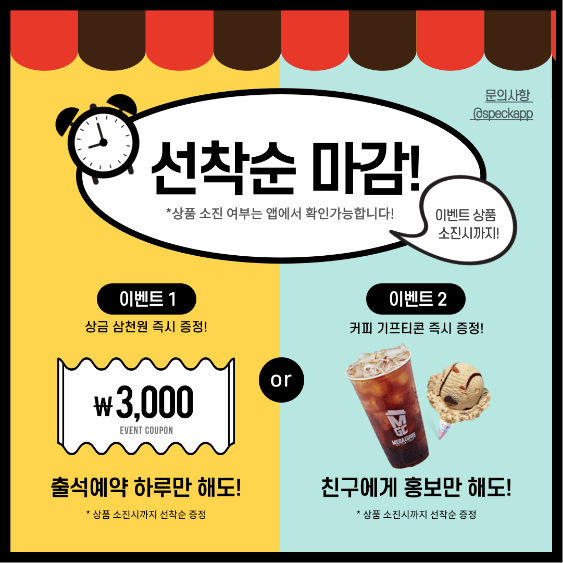 문의사항
@speckapp
선착순 마감!
*상품 소진 여부는 앱에서 확인가능합니다!
이벤트 상품
소진시까지!
이벤트 1
상금 삼천원 즉시 증정!
₩3,000
EVENT COUPON
출석예약 하루만 해도!
* 상품 소진시까지 선착순 증정
or
이벤트 2
커피 기프티콘 즉시 증정!
M
GC
MEGA COFFEE
친구에게 홍보만 해도!
* 상품 소진시까지 선착순 증정